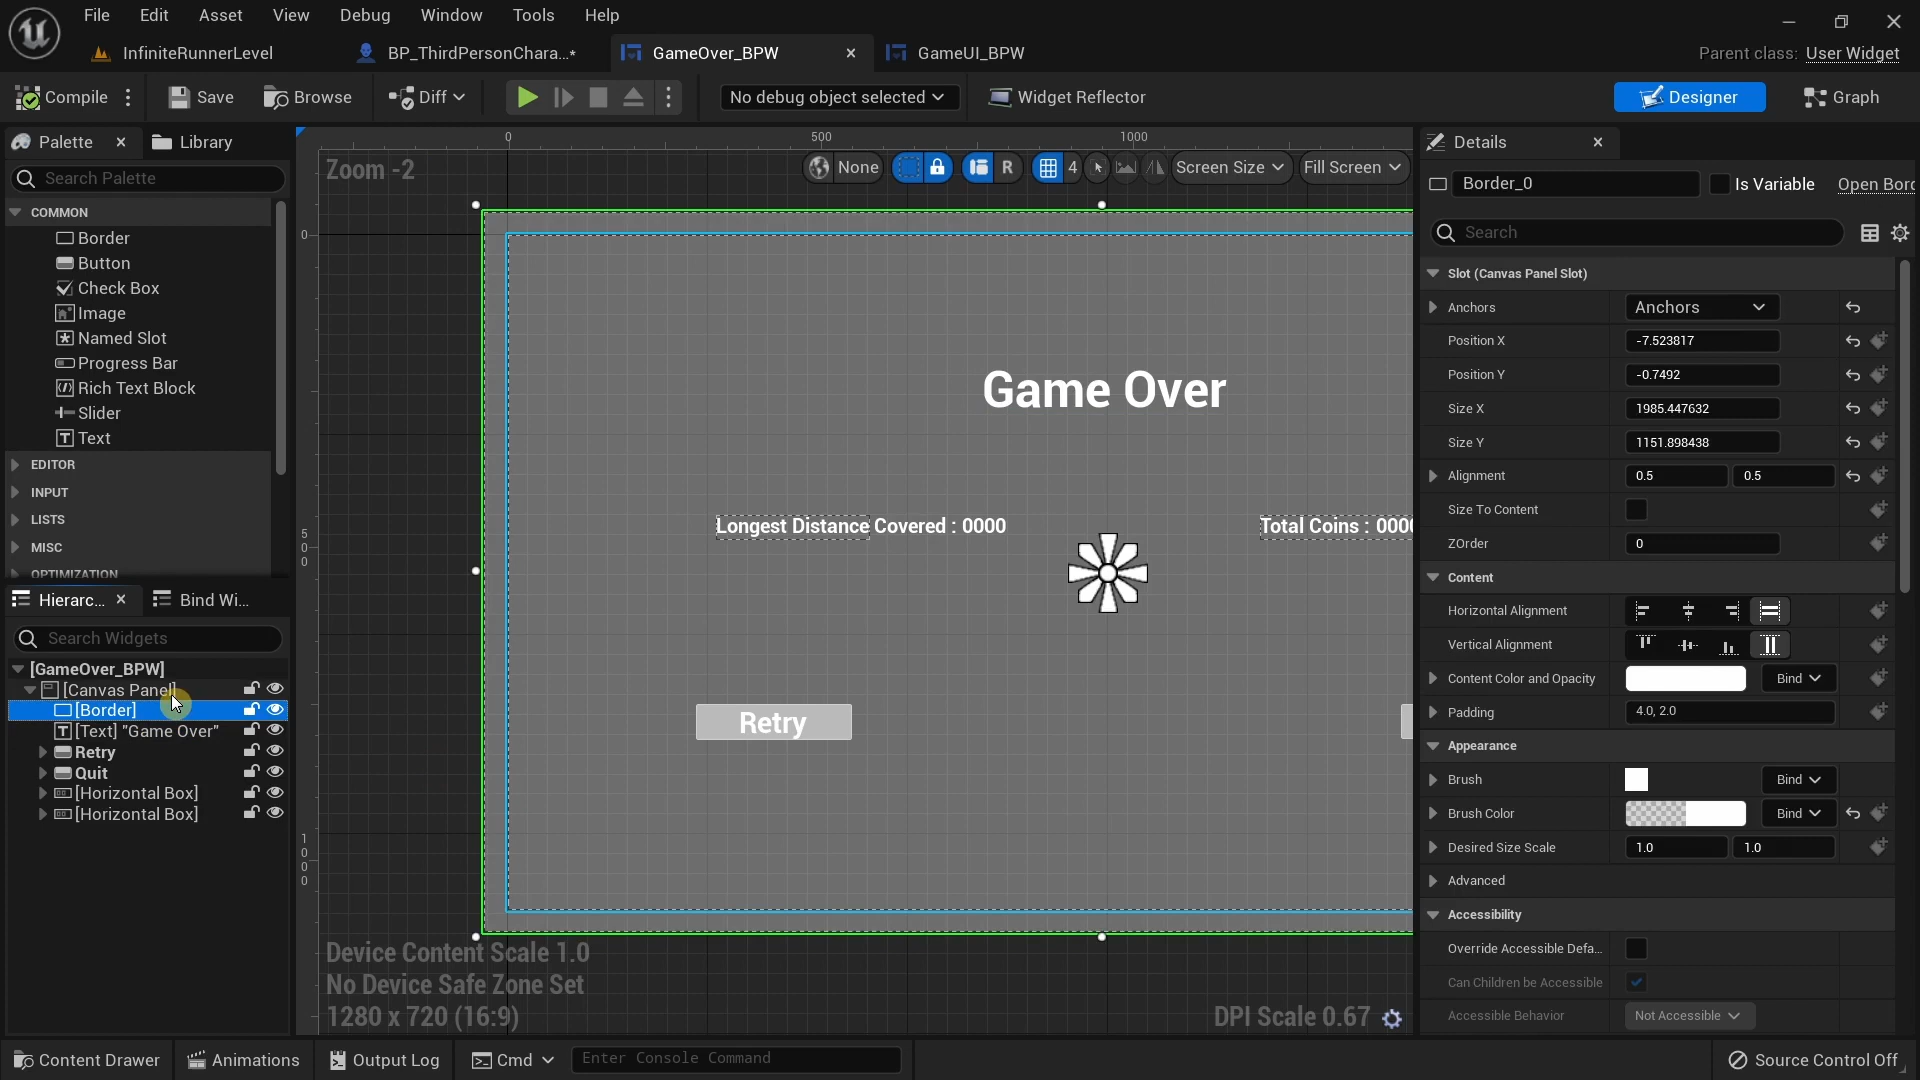 File Edit Asset View Debug Window Tools Help
InfiniteRunnerLevel BP_ThirdPersonChara...* GameOver_BPW GameUI_BPW Parent class: User Widget
Compile Save Browse Diff No debug object selected Widget Reflector Designer Graph
Palette Library
Search Palette
COMMON
Border
Button
Check Box
Image
Named Slot
Progress Bar
Rich Text Block
Slider
Text
EDITOR
INPUT
LISTS
MISC
OPTIMIZATION
Hierarc... Bind Wi...
Search Widgets
[GameOver_BPW]
[Canvas Panel]
[Border]
[Text] "Game Over"
Retry
Quit
[Horizontal Box]
[Horizontal Box]
0 500 1000
Zoom -2 None R 4 Screen Size Fill Screen
0
500
1000
Game Over
Longest Distance Covered : 0000 Total Coins : 0000
Retry
Device Content Scale 1.0
No Device Safe Zone Set
1280 x 720 (16:9) DPI Scale 0.67
Details
Border_0 Is Variable Open Bord
Search
Slot (Canvas Panel Slot)
Anchors Anchors
Position X -7.523817
Position Y -0.7492
Size X 1985.447632
Size Y 1151.898438
Alignment 0.5 0.5
Size To Content
ZOrder 0
Content
Horizontal Alignment
Vertical Alignment
Content Color and Opacity Bind
Padding 4.0, 2.0
Appearance
Brush Bind
Brush Color Bind
Desired Size Scale 1.0 1.0
Advanced
Accessibility
Override Accessible Defa...
Can Children be Accessible
Accessible Behavior Not Accessible
Content Drawer Animations Output Log Cmd Enter Console Command Source Control Off